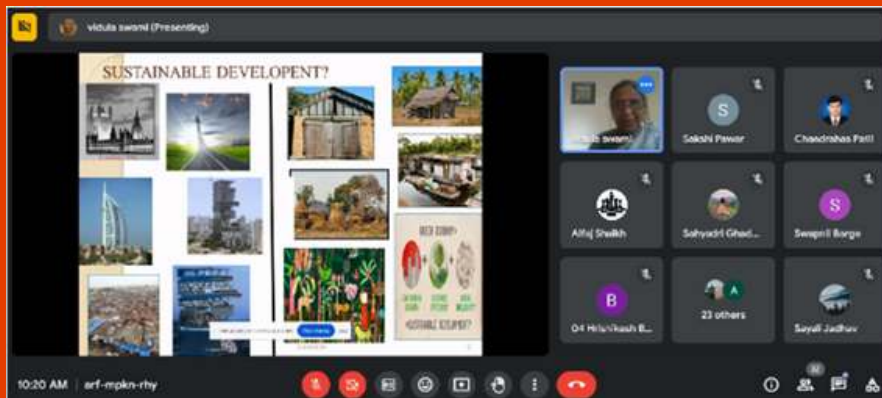 vidula swami (Presenting)
SUSTAINABLE DEVELOPENT?
swami
Sakshi Pawar
Chandrahas Patil
S
Alfaj Shaikh
Sahyadri Ghad...
Swapnil Barge
S
B
A
04 Hrishikesh B...
23 others
Sayali Jadhav
10:20 AM | arf-mpkn-rhy